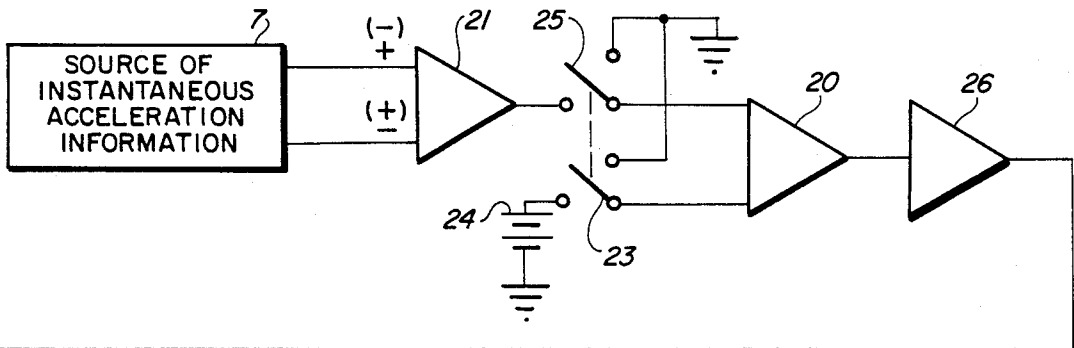 7
SOURCE OF
INSTANTANEOUS
ACCELERATION
INFORMATION
(-)
+
(+)
-
21
25
24
23
20
26